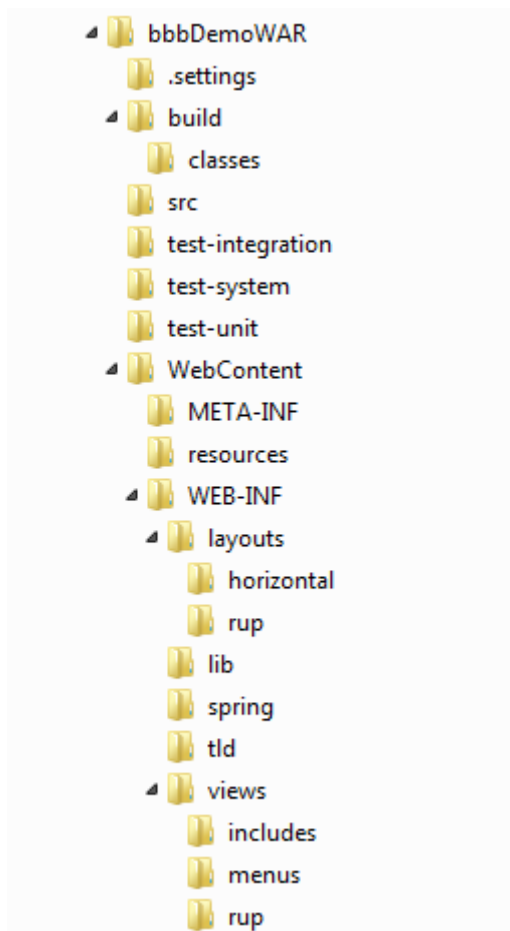 bbbDemoWAR
.settings
build
classes
src
test-integration
test-system
test-unit
WebContent
META-INF
resources
WEB-INF
layouts
horizontal
rup
lib
spring
tld
views
includes
menus
rup